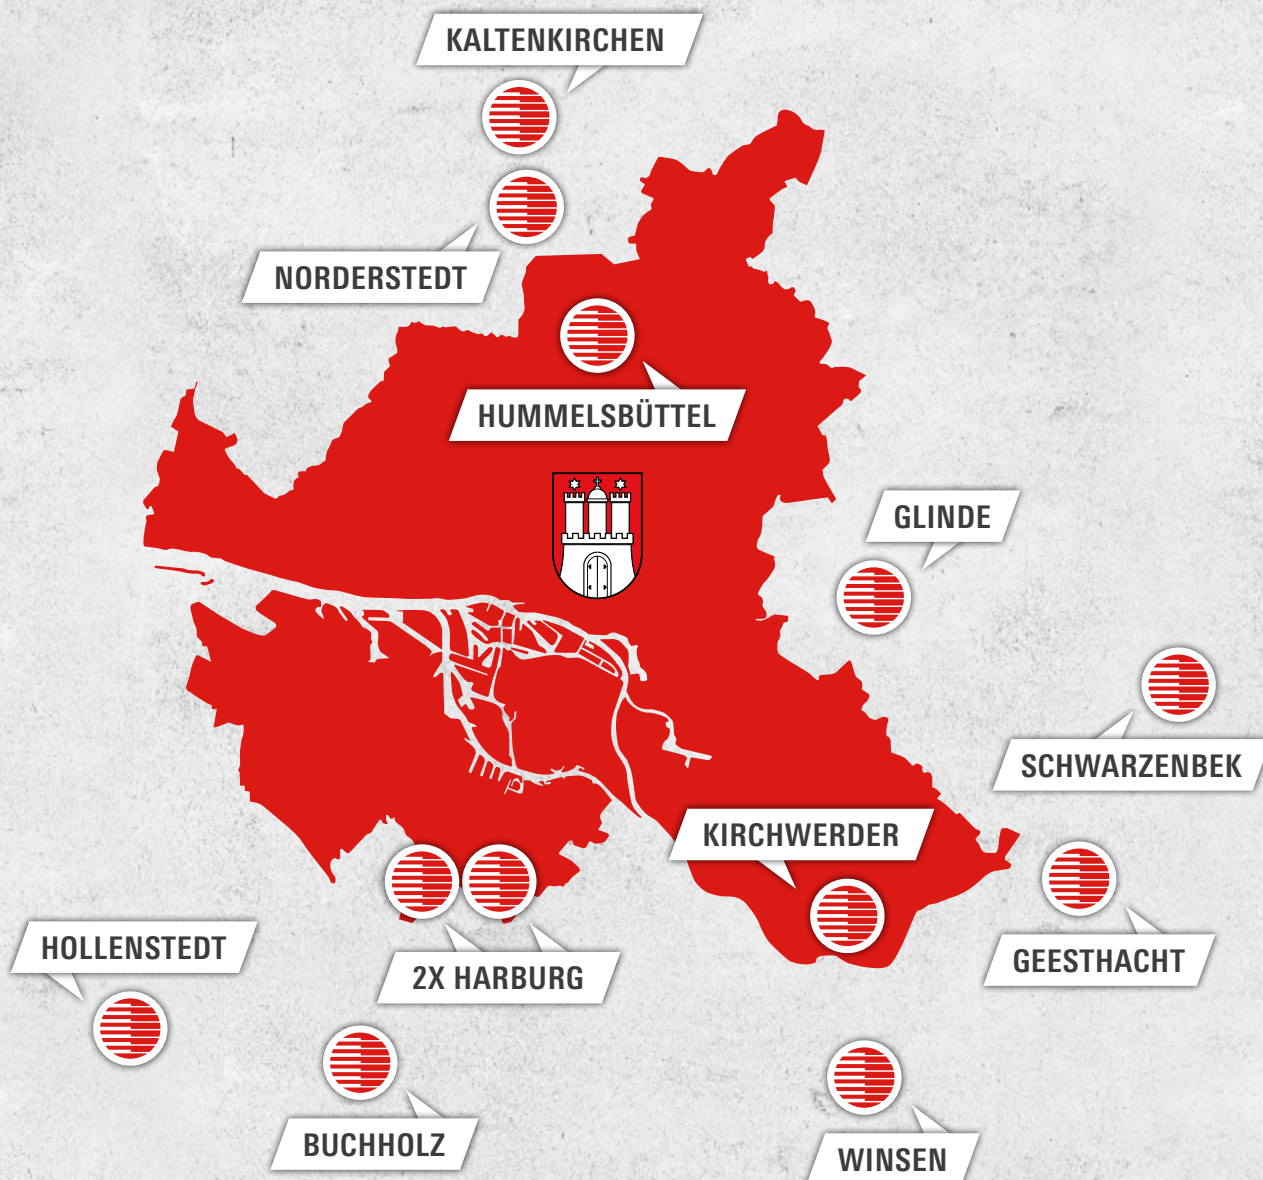 KALTENKIRCHEN
NORDERSTEDT
HUMMELSBÜTTEL
GLINDE
SCHWARZENBEK
KIRCHWERDER
HOLLENSTEDT
2X HARBURG
GEESTHACHT
BUCHHOLZ
WINSEN